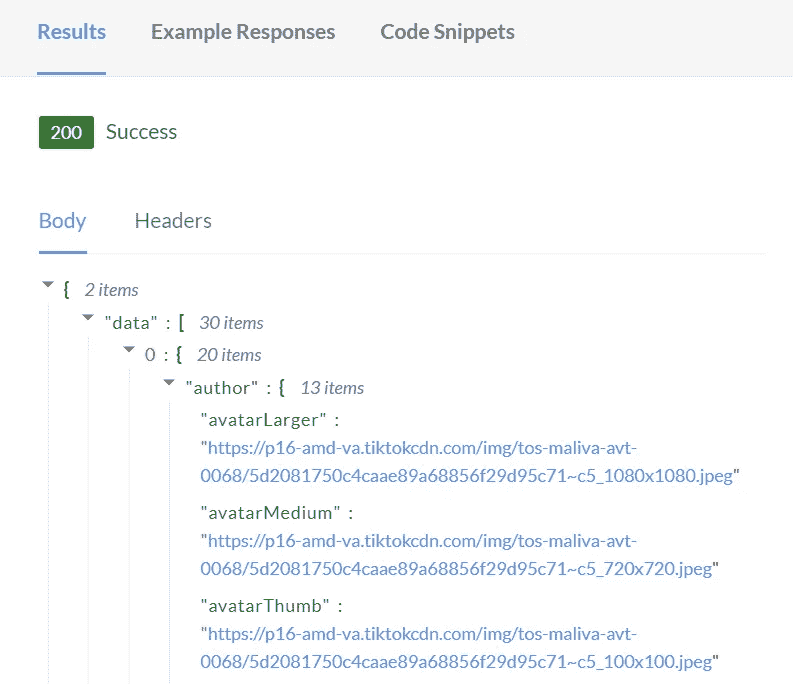 Results Example Responses Code Snippets
200 Success
Body Headers
{ 2 items
"data" : [ 30 items
0 : { 20 items
"author" : { 13 items
"avatarLarger" :
"https://p16-amd-va.tiktokcdn.com/img/tos-maliva-avt-
0068/5d2081750c4caae89a68856f29d95c71~c5_1080x1080.jpeg"
"avatarMedium" :
"https://p16-amd-va.tiktokcdn.com/img/tos-maliva-avt-
0068/5d2081750c4caae89a68856f29d95c71~c5_720x720.jpeg"
"avatarThumb" :
"https://p16-amd-va.tiktokcdn.com/img/tos-maliva-avt-
0068/5d2081750c4caae89a68856f29d95c71~c5_100x100.jpeg"